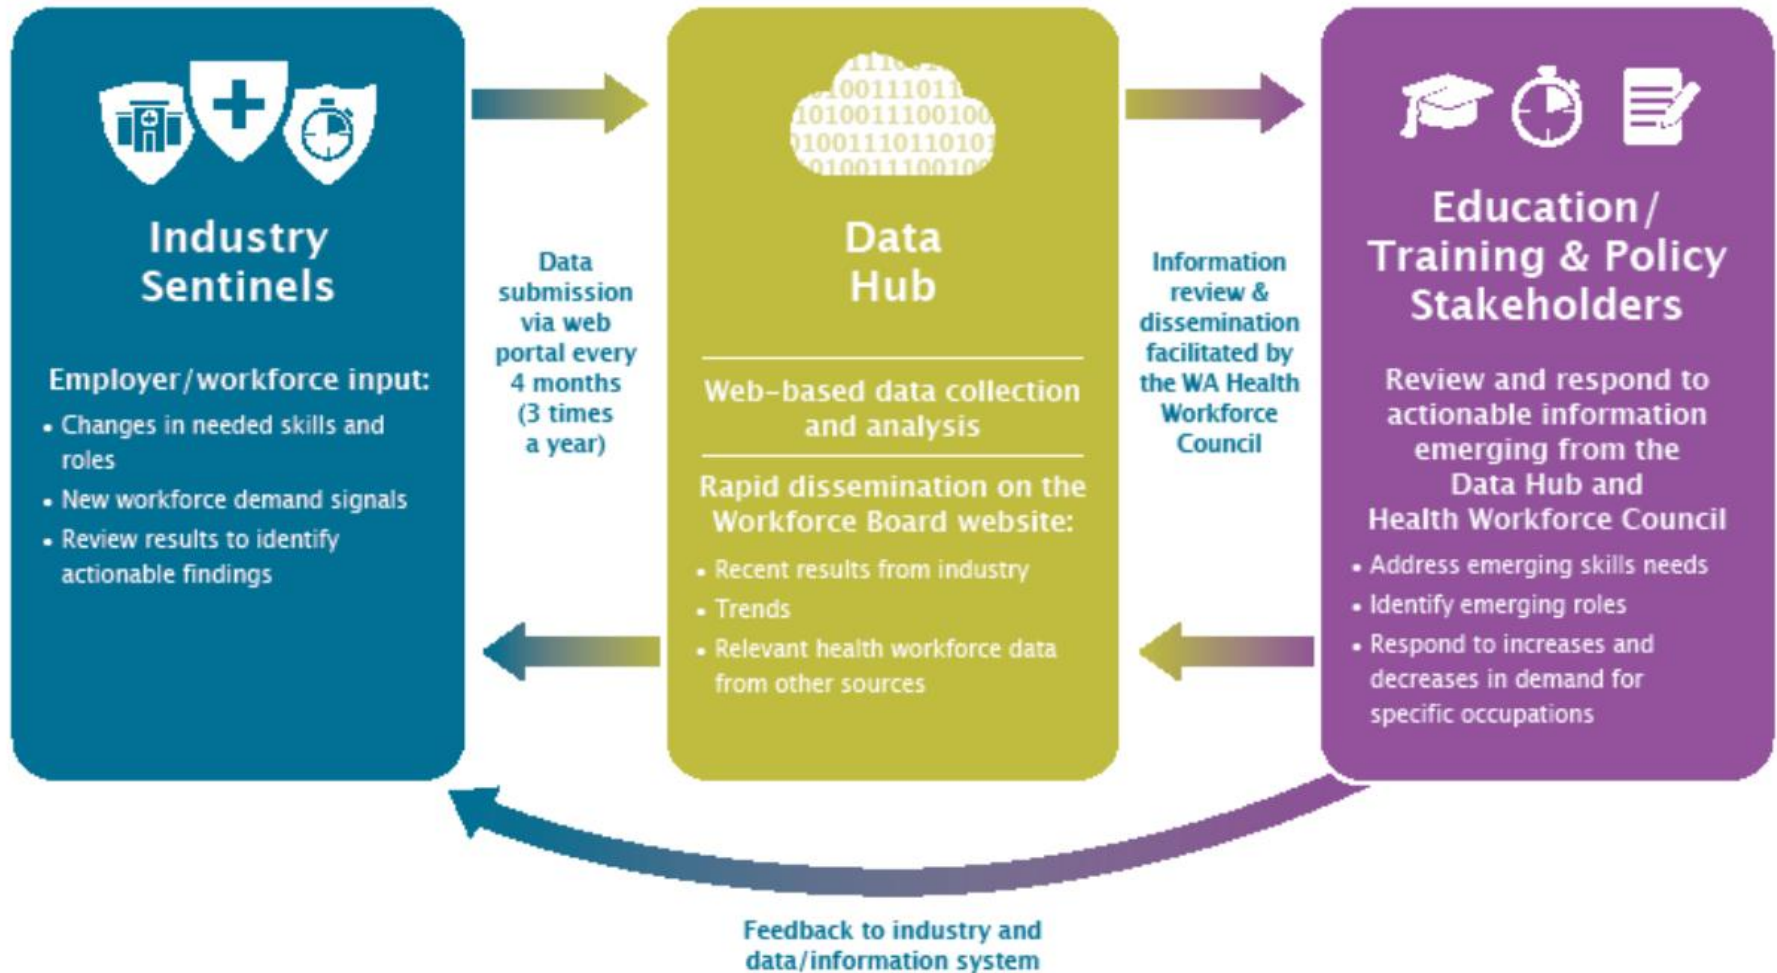 Industry
Sentinels
Employer/workforce input:
• Changes in needed skills and
roles
• New workforce demand signals
• Review results to identify
actionable findings
Data
submission
via web
portal every
4 months
(3 times
a year)
Data
Hub
Web-based data collection
and analysis
Rapid dissemination on the
Workforce Board website:
• Recent results from industry
• Trends
• Relevant health workforce data
from other sources
Information
review &
dissemination
facilitated by
the WA Health
Workforce
Council
Education/
Training & Policy
Stakeholders
Review and respond to
actionable information
emerging from the
Data Hub and
Health Workforce Council
• Address emerging skills needs
• Identify emerging roles
• Respond to increases and
decreases in demand for
specific occupations
Feedback to industry and
data/information system